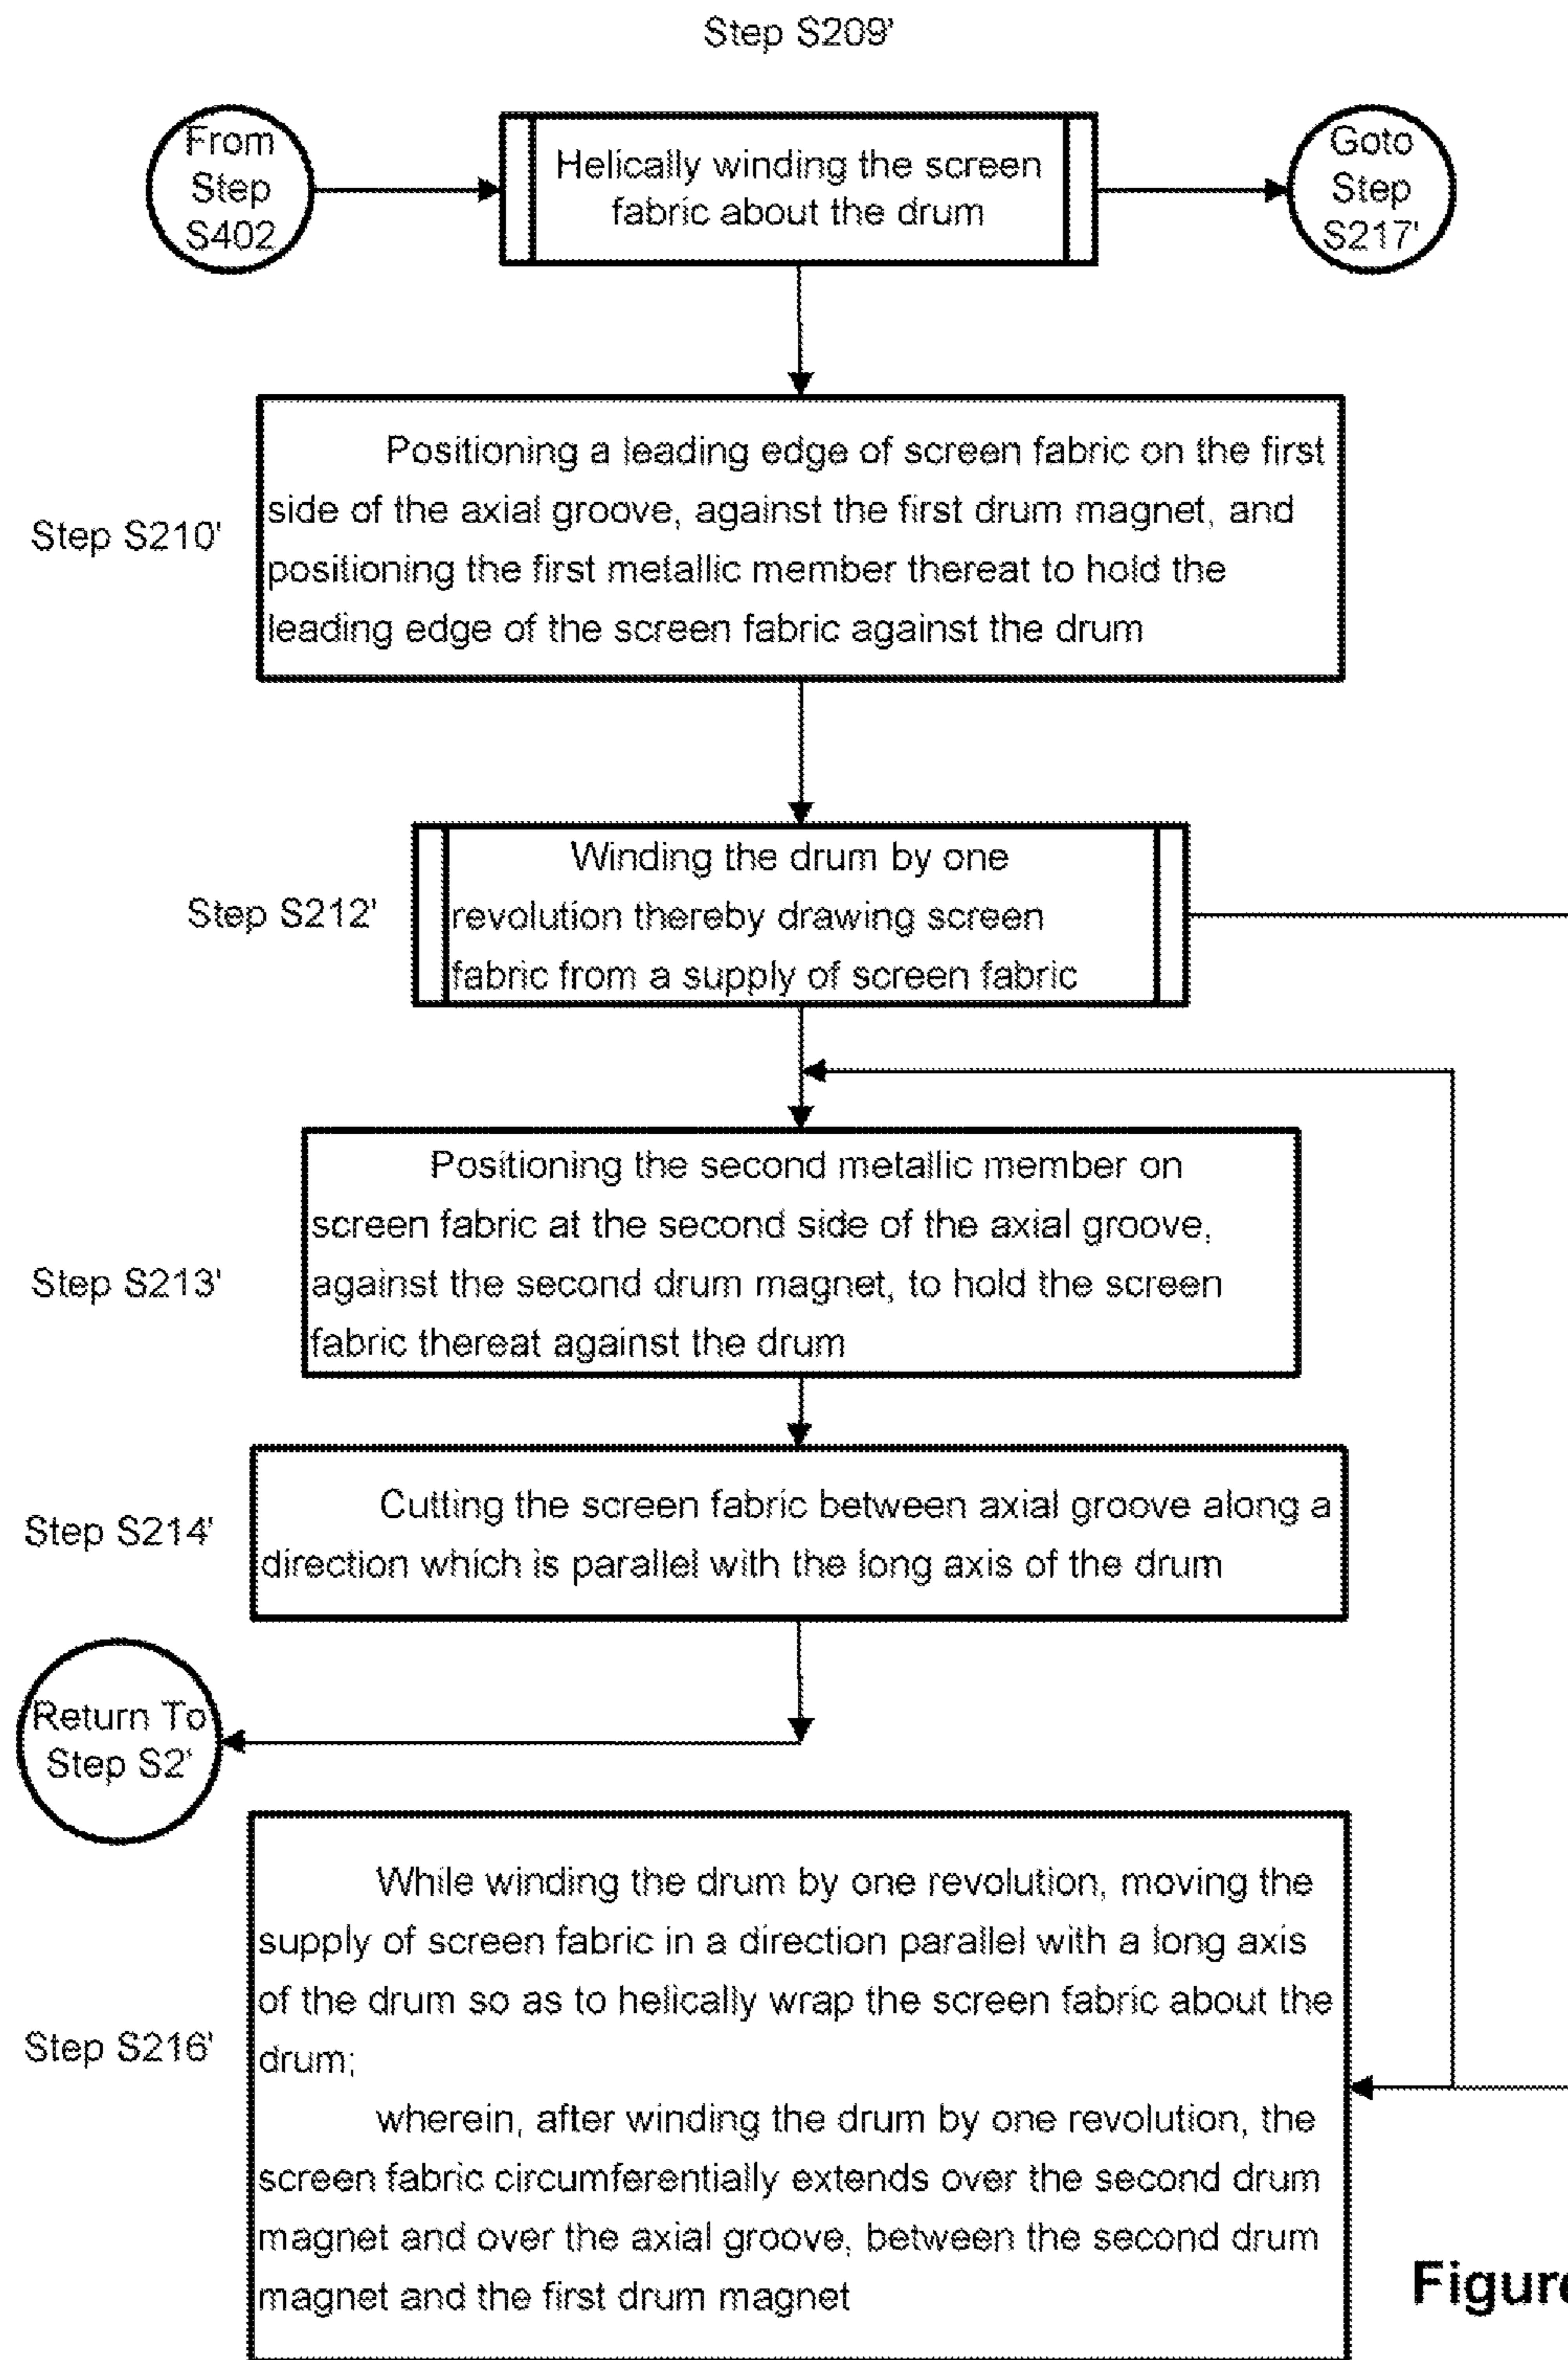 Step S209'
From
Step
S402
Helically winding the screen
fabric about the drum
Goto
Step
S217'
Step S210'
Positioning a leading edge of screen fabric on the first
side of the axial groove, against the first drum magnet, and
positioning the first metallic member thereat to hold the
leading edge of the screen fabric against the drum
Step S212'
Winding the drum by one
revolution thereby drawing screen
fabric from a supply of screen fabric
Step S213'
Positioning the second metallic member on
screen fabric at the second side of the axial groove,
against the second drum magnet, to hold the screen
fabric thereat against the drum
Step S214'
Cutting the screen fabric between axial groove along a
direction which is parallel with the long axis of the drum
Return To
Step S2'
Step S216'
While winding the drum by one revolution, moving the
supply of screen fabric in a direction parallel with a long axis
of the drum so as to helically wrap the screen fabric about the
drum;
wherein, after winding the drum by one revolution, the
screen fabric circumferentially extends over the second drum
magnet and over the axial groove, between the second drum
magnet and the first drum magnet
Figure